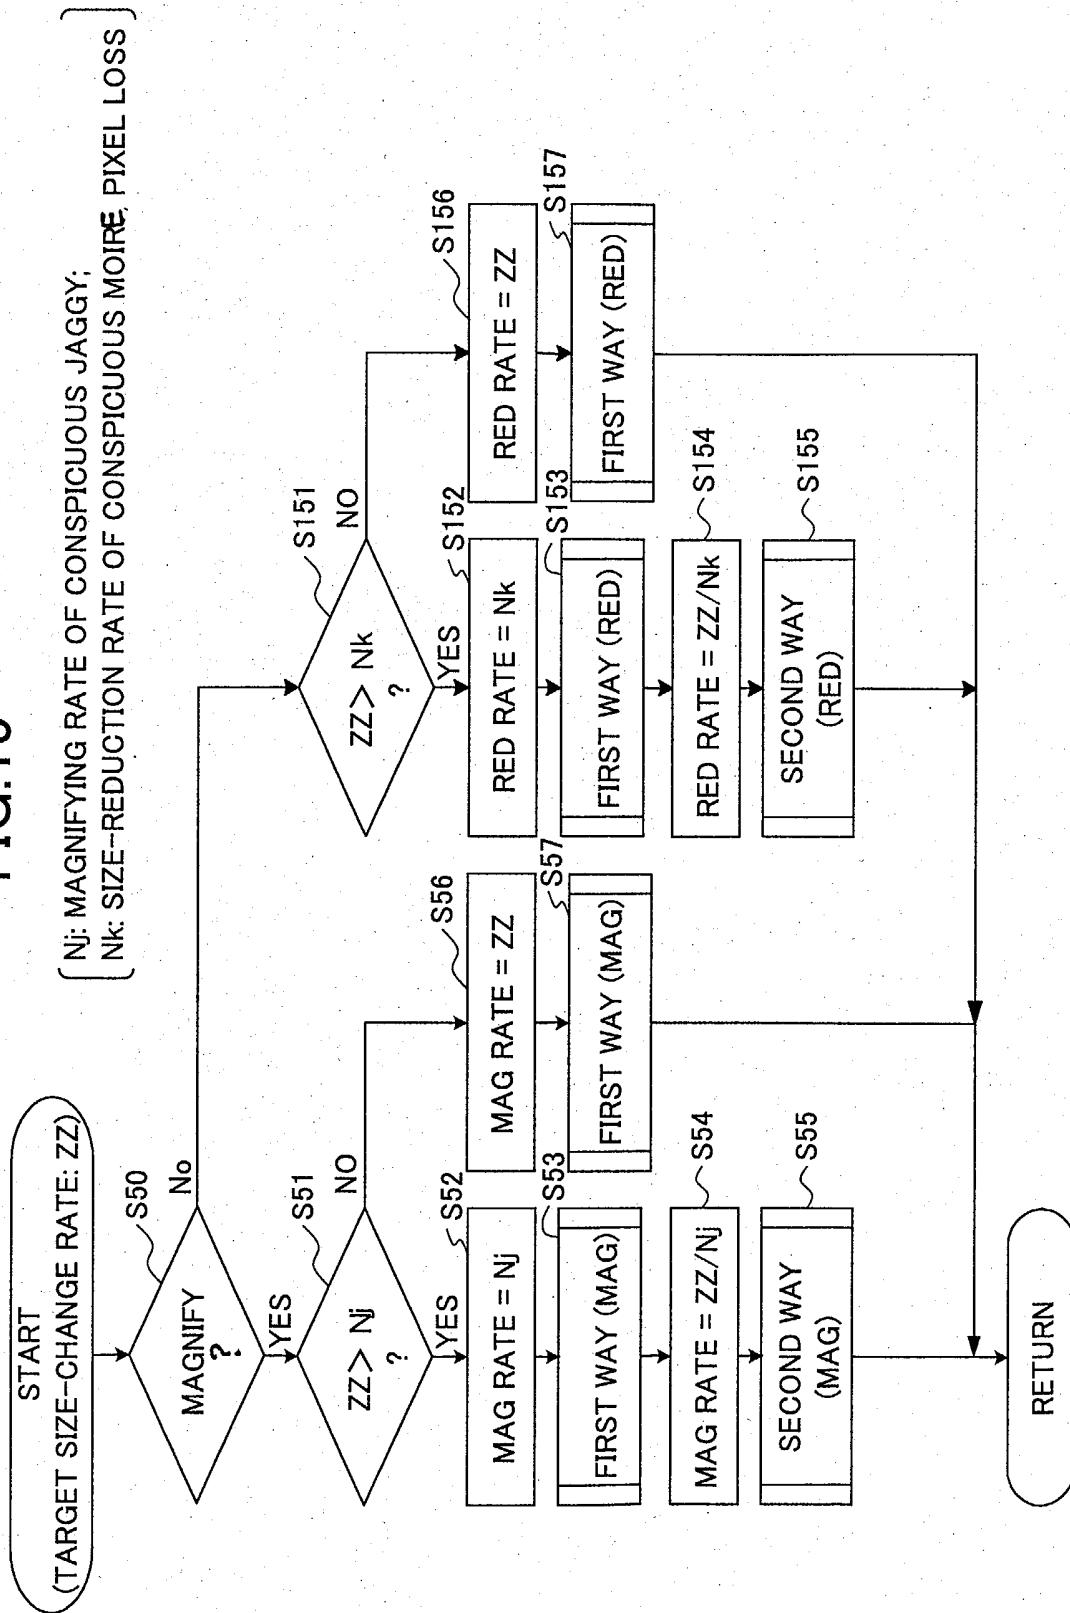 Nj: MAGNIFYING RATE OF CONSPICUOUS JAGGY;
Nk: SIZE-REDUCTION RATE OF CONSPICUOUS MOIRE, PIXEL LOSS
START
(TARGET SIZE-CHANGE RATE: ZZ)
S50
MAGNIFY
?
No
YES
S51
ZZ> Nj
?
NO
YES
S52
MAG RATE = Nj
S53
FIRST WAY (MAG)
S54
MAG RATE = ZZ/Nj
S55
SECOND WAY
(MAG)
S56
MAG RATE = ZZ
S57
FIRST WAY (MAG)
S151
ZZ> Nk
?
NO
YES
S152
RED RATE = Nk
S153
FIRST WAY (RED)
S154
RED RATE = ZZ/Nk
S155
SECOND WAY
(RED)
S156
RED RATE = ZZ
S157
FIRST WAY (RED)
RETURN